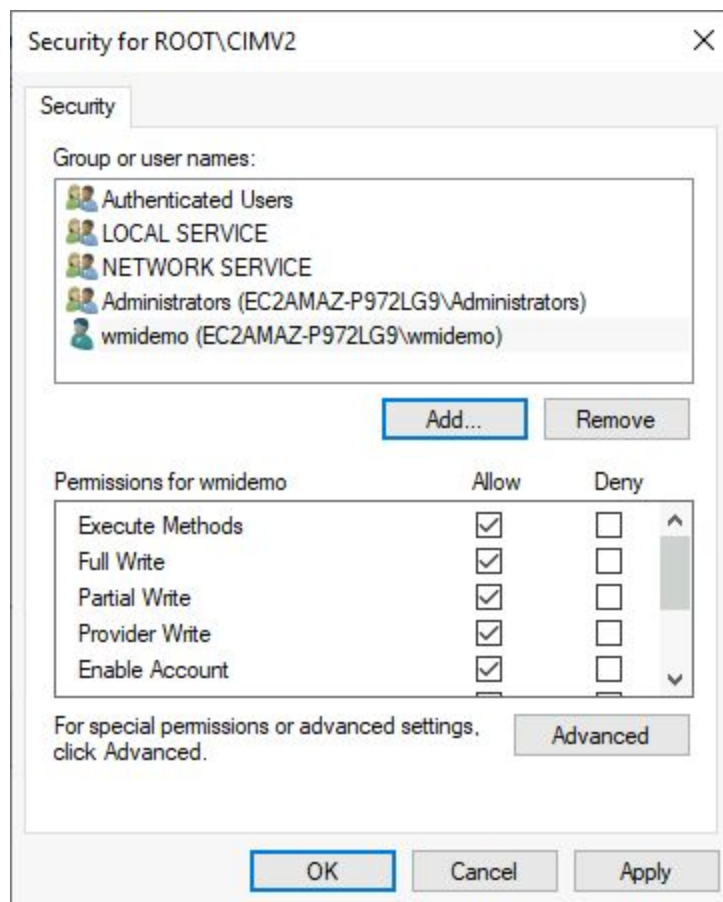 Security for ROOT\CIMV2
Security
Group or user names:
Authenticated Users
LOCAL SERVICE
NETWORK SERVICE
Administrators (EC2AMAZ-P972LG9\Administrators)
wmidemo (EC2AMAZ-P972LG9\wmidemo)
Add... Remove
Permissions for wmidemo Allow Deny
Execute Methods
Full Write
Partial Write
Provider Write
Enable Account
For special permissions or advanced settings,
click Advanced.
Advanced
OK Cancel Apply